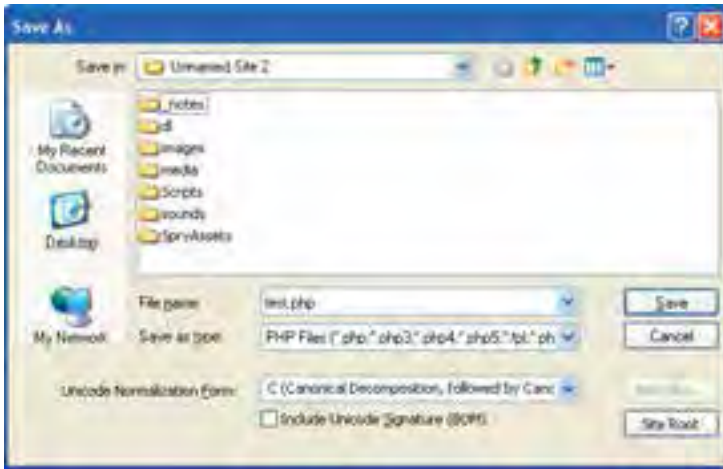 Save As
Save in: Unnamed Site 2
_notes
dl
images
media
Scripts
sounds
SpryAssets
My Recent Documents
Desktop
My Network
File name: test.php
Save as type: PHP Files (*.php;*.php3;*.php4;*.php5;*.tpl;*.ph
Save
Cancel
Unicode Normalization Form: C (Canonical Decomposition, followed by Canc
Include Unicode Signature (BOM)
Site Root